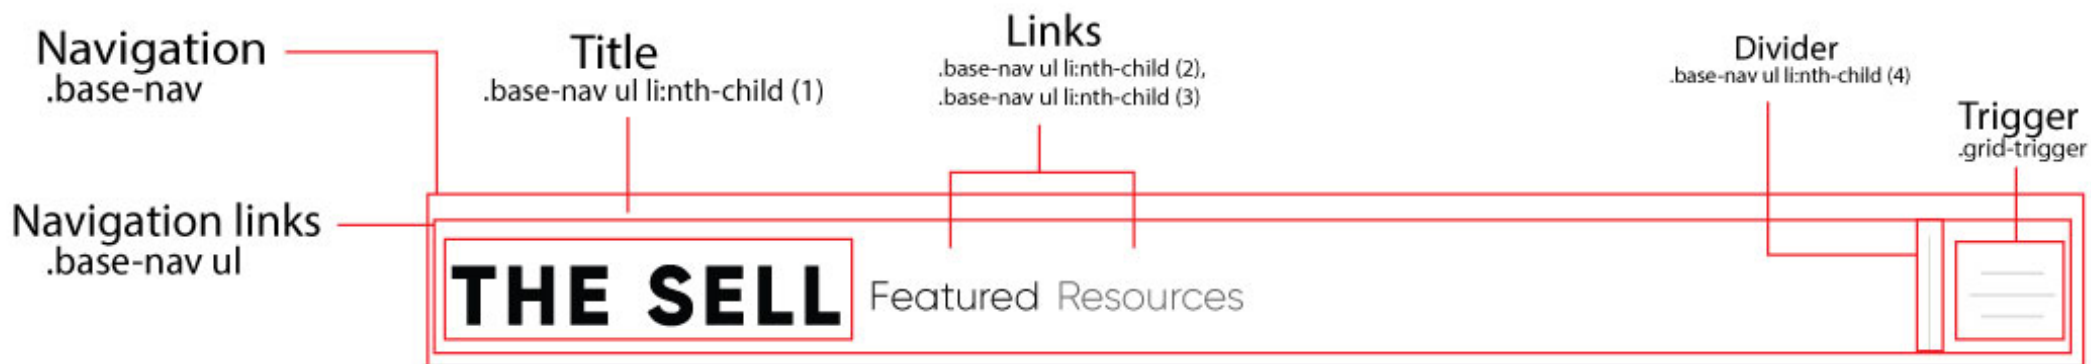 Navigation
.base-nav
Title
.base-nav ul li:nth-child (1)
Links
.base-nav ul li:nth-child (2),
.base-nav ul li:nth-child (3)
Divider
.base-nav ul li:nth-child (4)
Trigger
.grid-trigger
Navigation links
.base-nav ul
THE SELL
Featured Resources